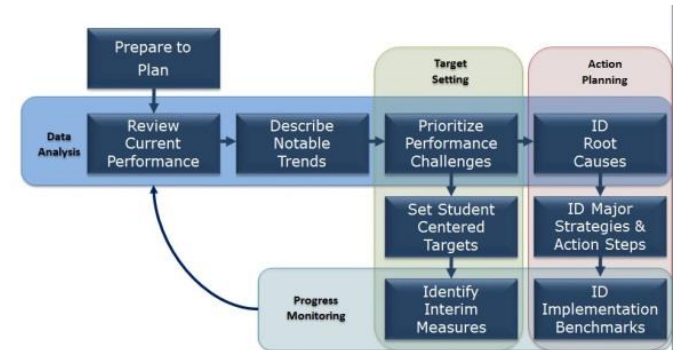 Prepare to
Plan
Target
Setting
Action
Planning
Data
Analysis
Review
Current
Performance
Describe
Notable
Trends
Prioritize
Performance
Challenges
ID
Root
Causes
Set Student
Centered
Targets
ID Major
Strategies &
Action Steps
Progress
Monitoring
Identify
Interim
Measures
ID
Implementation
Benchmarks